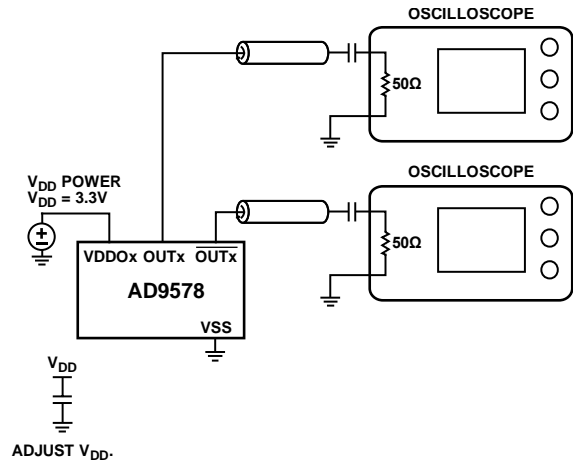 OSCILLOSCOPE
50Ω
OSCILLOSCOPE
50Ω
VDD POWER
VDD = 3.3V
VDDOx OUTx OUTx
AD9578
VSS
VDD
ADJUST VDD.